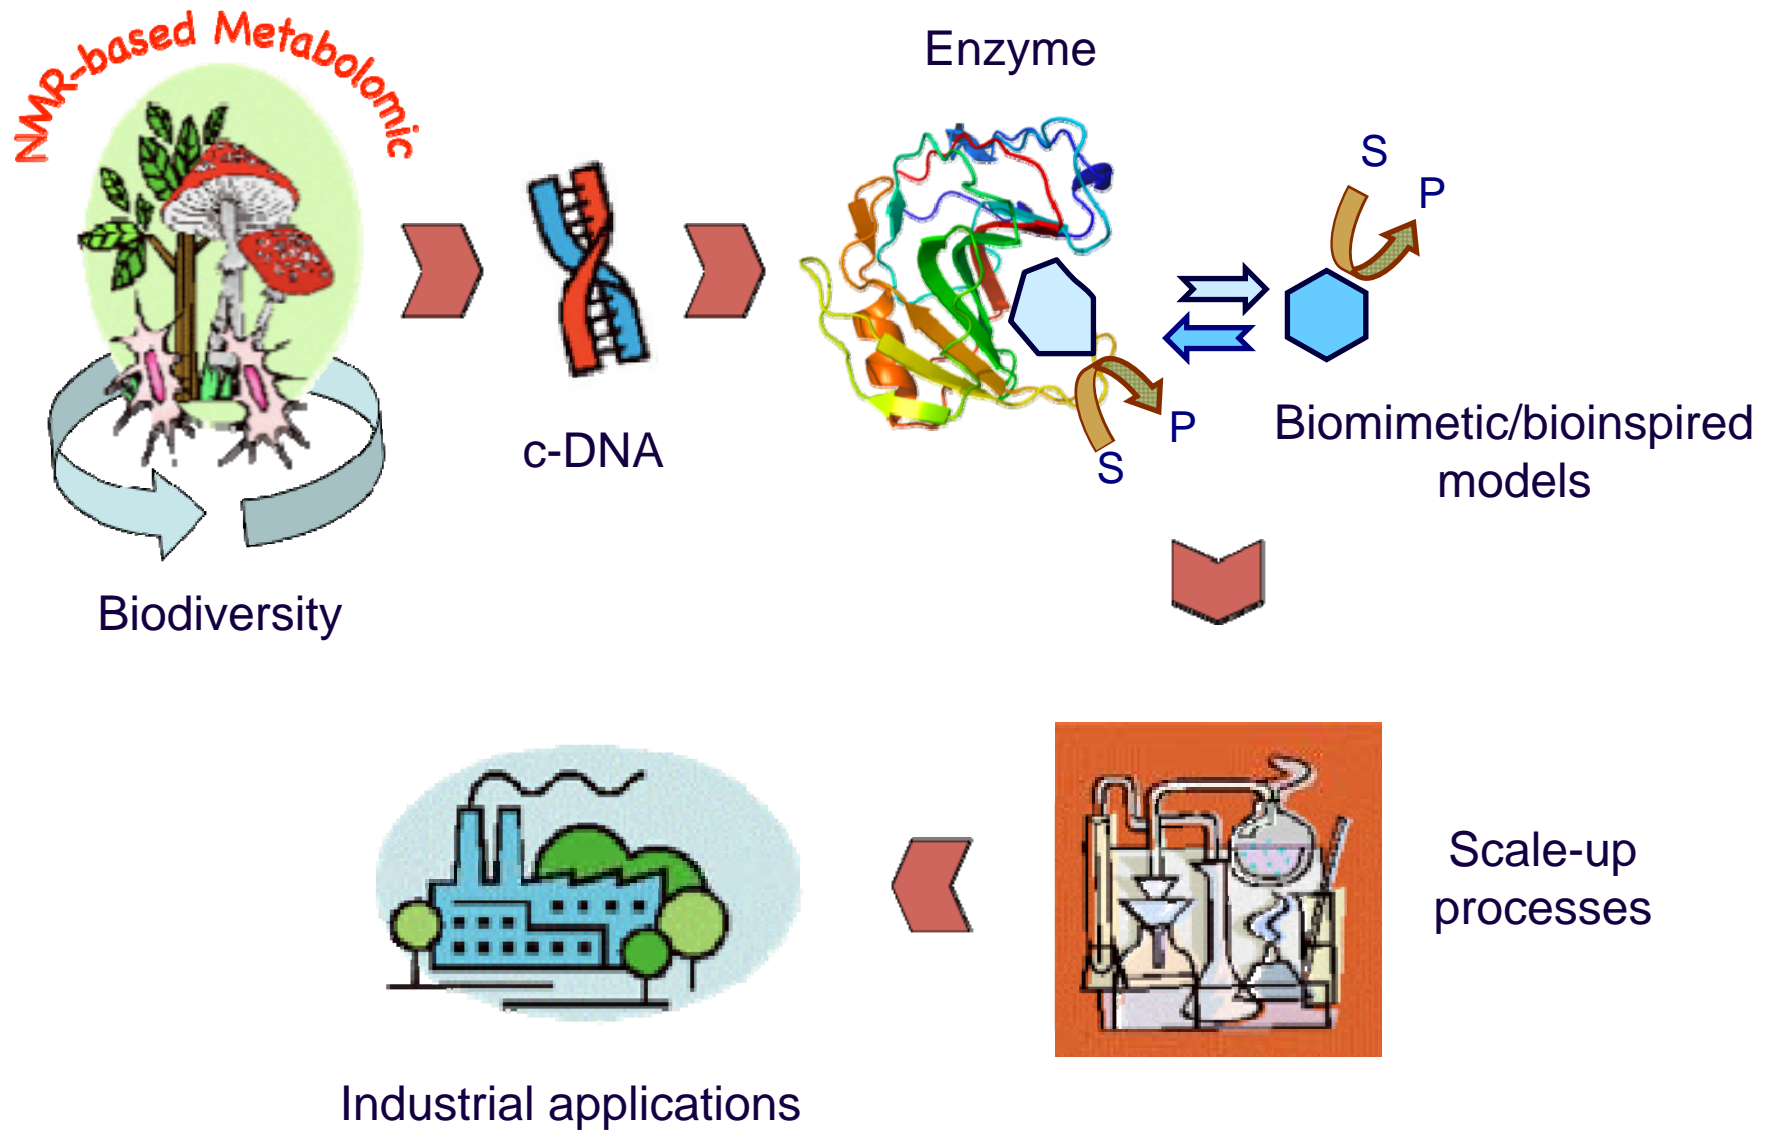 NMR-based Metabolomic
Enzyme
S
P
c-DNA
P
S
Biomimetic/bioinspired
models
Biodiversity
Scale-up
processes
Industrial applications